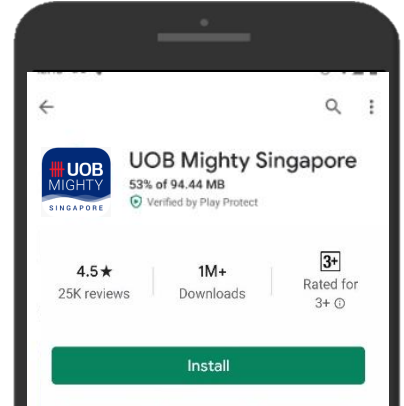 UOB Mighty Singapore
UOB
MIGHTY
SINGAPORE
53% of 94.44 MB
Verified by Play Protect
4.5★
1M+
3+
25K reviews
Downloads
Rated for
3+
Install